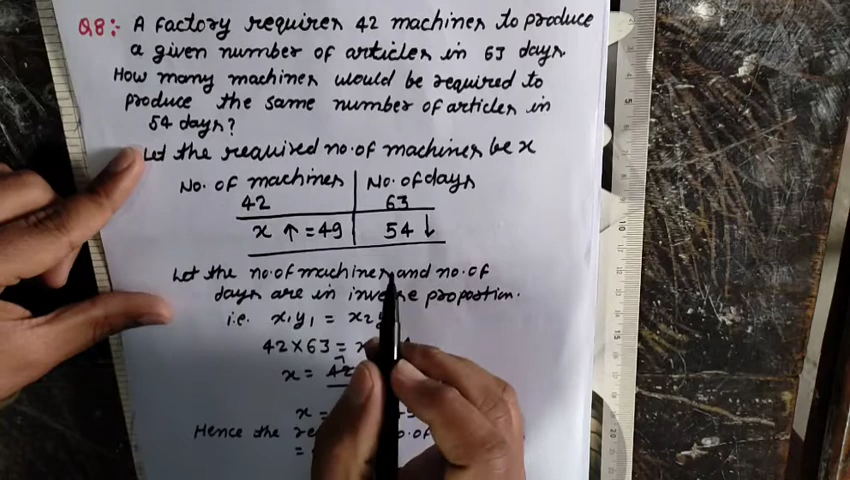 Q8:- A factory requires 42 machines to produce
a given number of articles in 63 days
How many machines would be required to
produce the same number of articles in
54 days?
Let the required no. of machines be x
No. of machines | No. of days
42 | 63
x ↑ = 49 | 54 ↓
Let the no. of machines and no. of
days are in inverse proportion.
i.e. x₁y₁ = x₂
42×63 =
x = 42
x =
Hence the
=